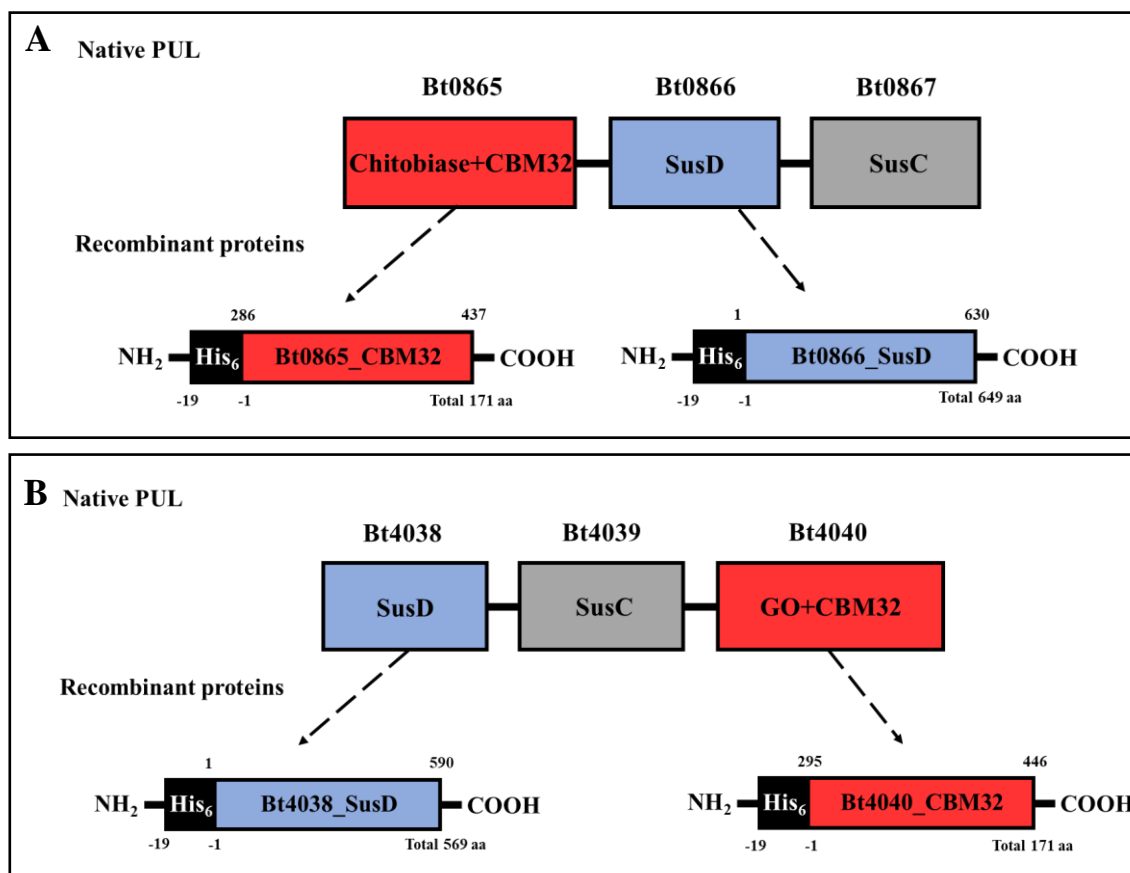 A Native PUL
Bt0865 Bt0866 Bt0867
Chitobiase+CBM32 SusD SusC
Recombinant proteins
286 437 1 630
NH₂ His₆ Bt0865_CBM32 COOH NH₂ His₆ Bt0866_SusD COOH
-19 -1 Total 171 aa -19 -1 Total 649 aa
B Native PUL
Bt4038 Bt4039 Bt4040
SusD SusC GO+CBM32
Recombinant proteins
1 590 295 446
NH₂ His₆ Bt4038_SusD COOH NH₂ His₆ Bt4040_CBM32 COOH
-19 -1 Total 569 aa -19 -1 Total 171 aa